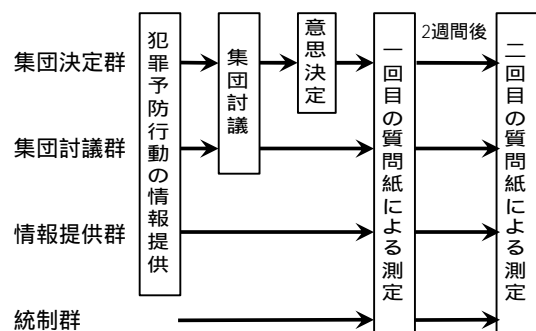 集団決定群
集団討議群
情報提供群
統制群
犯罪予防行動の情報提供
集団討議
意思決定
一回目の質問紙による測定
2週間後
二回目の質問紙による測定